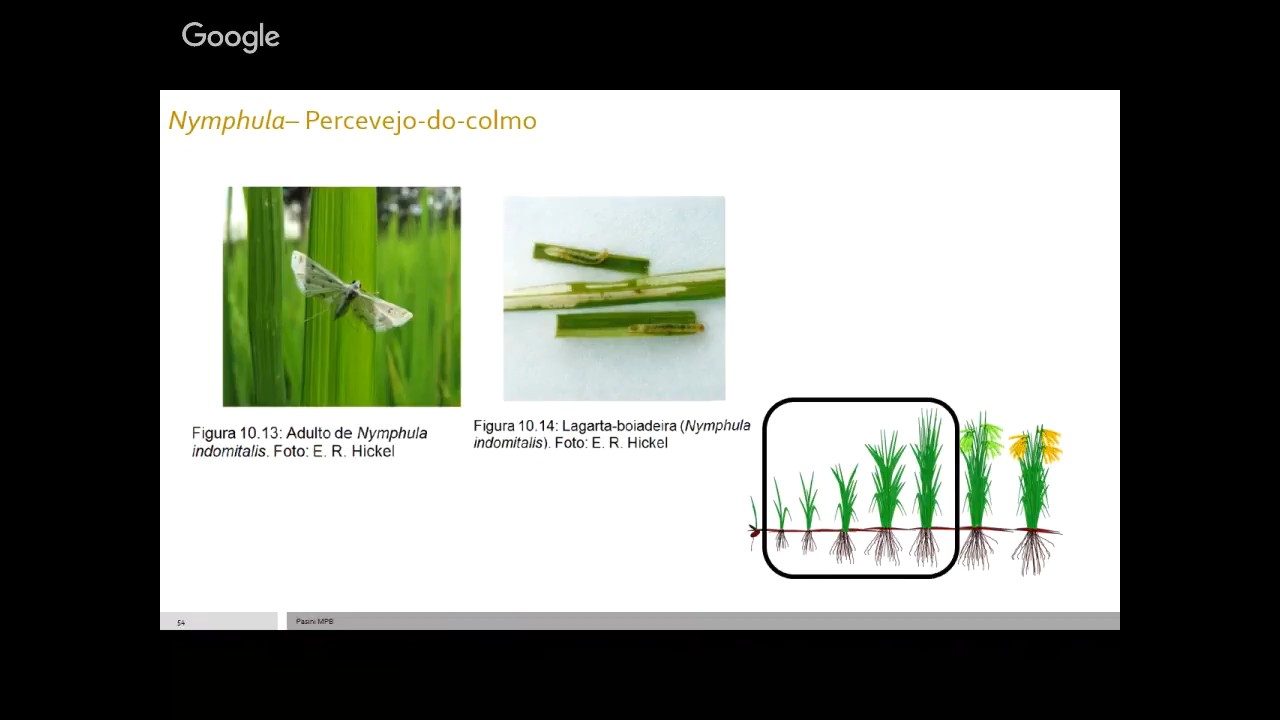 Google
Nymphula– Percevejo-do-colmo
Figura 10.13: Adulto de Nymphula
indomitalis. Foto: E. R. Hickel
Figura 10.14: Lagarta-boiadeira (Nymphula
indomitalis). Foto: E. R. Hickel
54
Pasini MPB